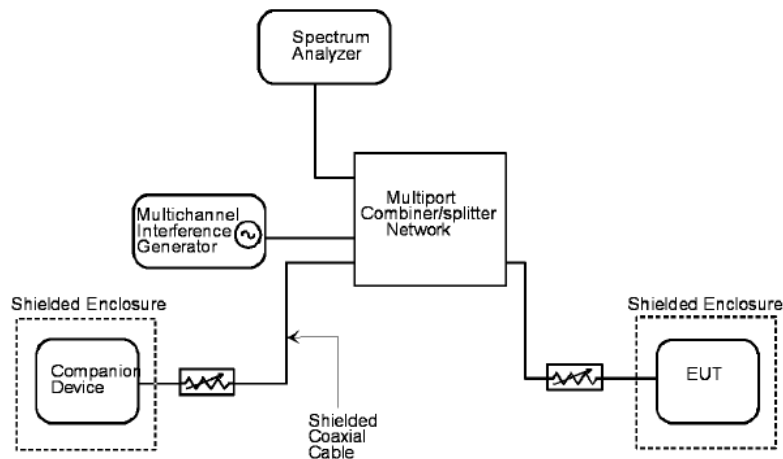 Spectrum
Analyzer
Multiport
Combiner/splitter
Network
Multichannel
Interference
Generator
Shielded Enclosure
Shielded Enclosure
Companion
Device
EUT
Shielded
Coaxial
Cable